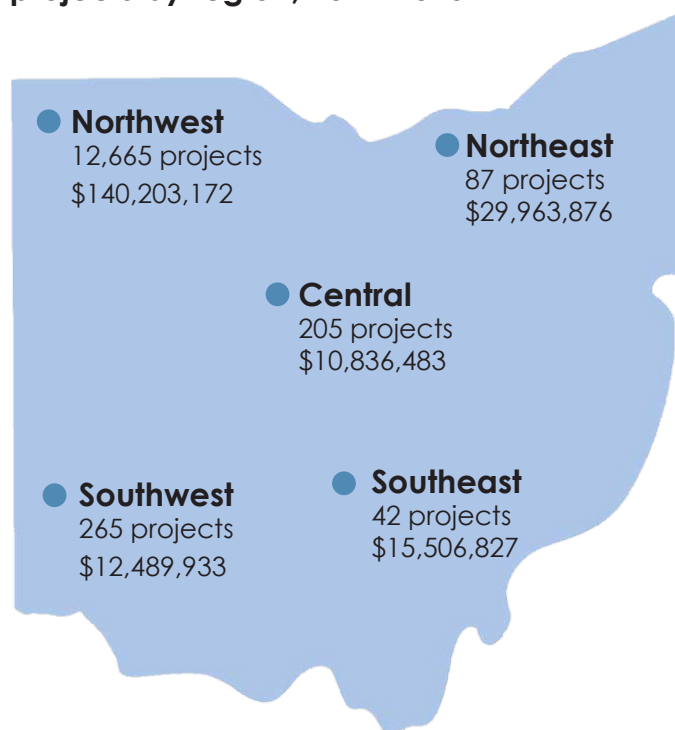 Northwest
12,665 projects
$140,203,172
Northeast
87 projects
$29,963,876
Central
205 projects
$10,836,483
Southwest
265 projects
$12,489,933
Southeast
42 projects
$15,506,827